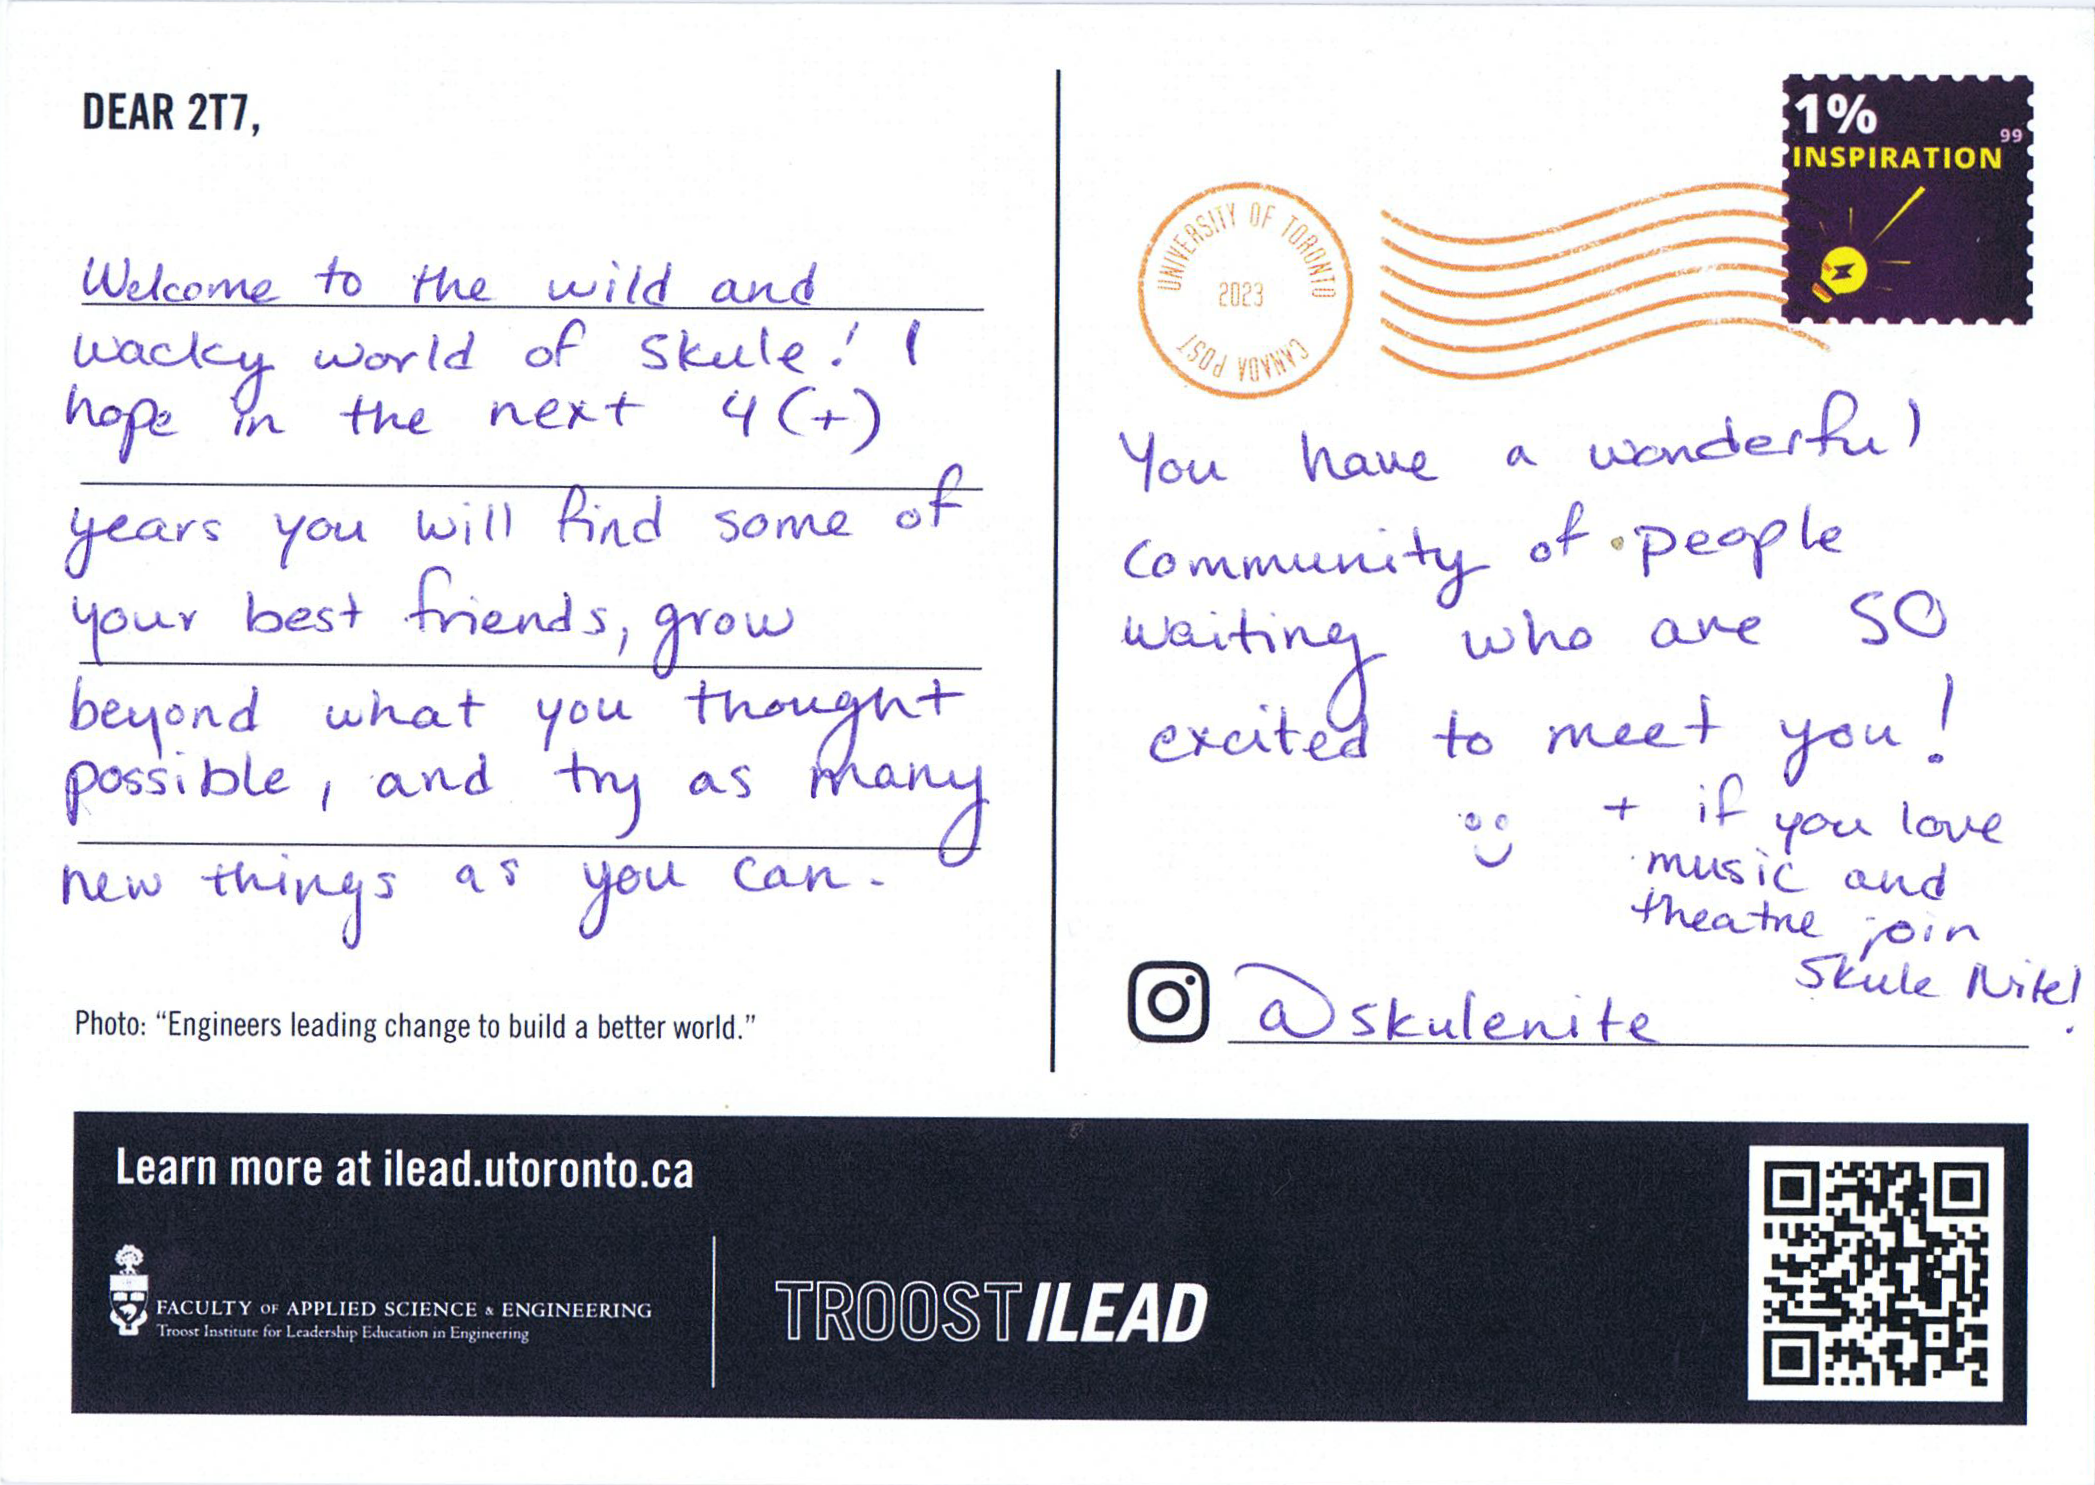 DEAR 2T7,
Welcome to the wild and
wacky world of Skule! I
hope in the next 4(+)
years you will find some of
your best friends, grow
beyond what you thought
possible, and try as many
new things as you can.
Photo: “Engineers leading change to build a better world.”
1%
99
INSPIRATION
UNIVERSITY OF TORONTO
2023
CANADA POST
You have a wonderful
community of people
waiting who are SO
excited to meet you!
+ if you love
music and
theatre join
Skule Nite!
@skulenite
Learn more at ilead.utoronto.ca
FACULTY OF APPLIED SCIENCE & ENGINEERING
Troost Institute for Leadership Education in Engineering
TROOST ILEAD